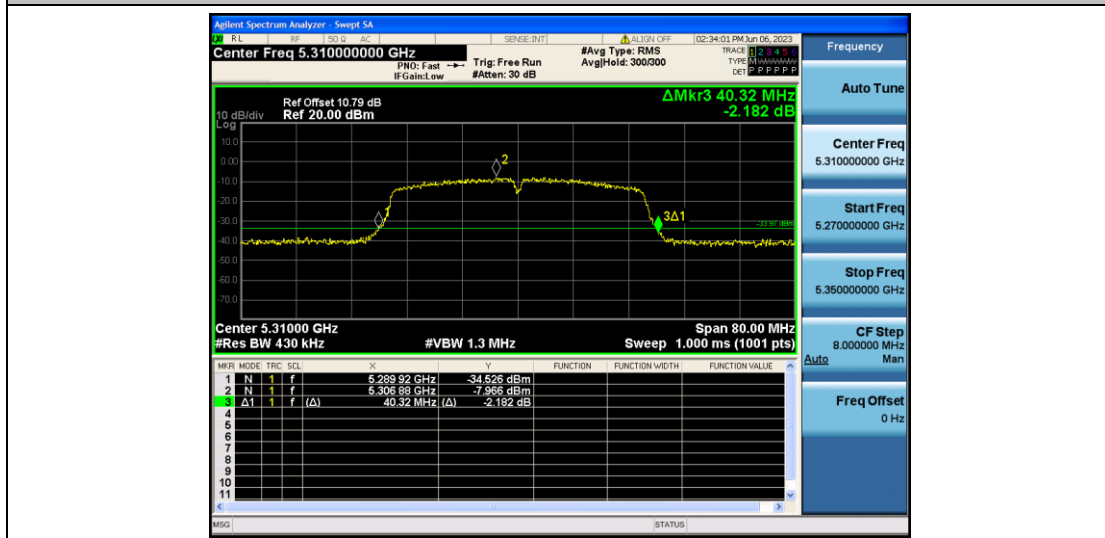 Agilent Spectrum Analyzer - Swept SA
RL RF 50 Ω AC SENSE:INT ALIGN OFF 02:34:01 PM Jun 06, 2023
Center Freq 5.310000000 GHz
PNO: Fast
IFGain:Low
Trig: Free Run
#Atten: 30 dB
#Avg Type: RMS
Avg|Hold: 300/300
TRACE 1 2 3 4 5 6
TYPE M
DET P P P P P P
Ref Offset 10.79 dB
Ref 20.00 dBm
10 dB/div
Log
ΔMkr3 40.32 MHz
-2.182 dB
10.0
0.00
-10.0
-20.0
-30.0
-40.0
-50.0
-60.0
-70.0
2
3Δ1
-33.97 dBm
Center 5.31000 GHz
#Res BW 430 kHz
#VBW 1.3 MHz
Span 80.00 MHz
Sweep 1.000 ms (1001 pts)
MKR MODE TRC SCL X Y FUNCTION FUNCTION WIDTH FUNCTION VALUE
1 N 1 f 5.289 92 GHz -34.526 dBm
2 N 1 f 5.306 88 GHz -7.966 dBm
3 Δ1 1 f (Δ) 40.32 MHz (Δ) -2.182 dB
4
5
6
7
8
9
10
11
MSG STATUS
Frequency
Auto Tune
Center Freq
5.310000000 GHz
Start Freq
5.270000000 GHz
Stop Freq
5.350000000 GHz
CF Step
8.000000 MHz
Auto Man
Freq Offset
0 Hz